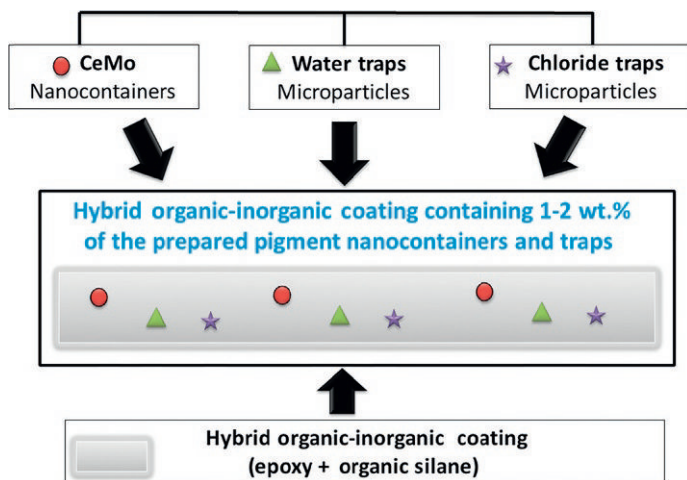 CeMo
Nanocontainers
Water traps
Microparticles
Chloride traps
Microparticles
Hybrid organic-inorganic coating containing 1-2 wt.%
of the prepared pigment nanocontainers and traps
Hybrid organic-inorganic coating
(epoxy + organic silane)